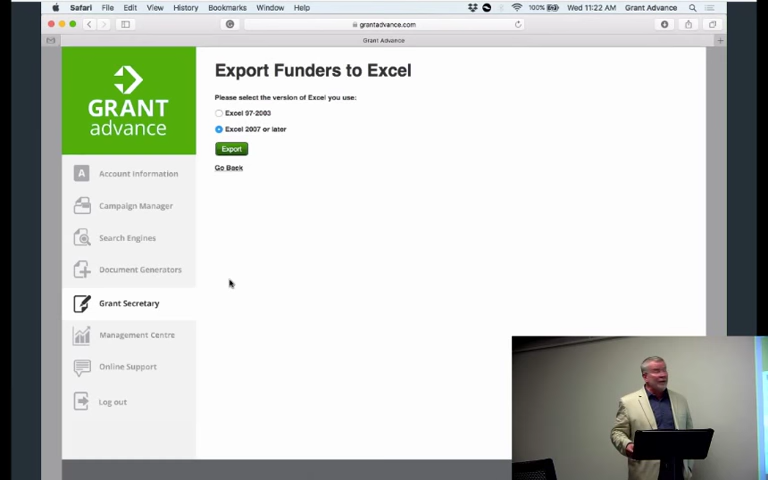 Safari File Edit View History Bookmarks Window Help 100% Wed 11:22 AM Grant Advance
grantadvance.com
Grant Advance
GRANT
advance
Export Funders to Excel
Please select the version of Excel you use:
Excel 97-2003
Excel 2007 or later
Export
Go Back
A Account Information
Campaign Manager
Search Engines
Document Generators
Grant Secretary
Management Centre
Online Support
Log out